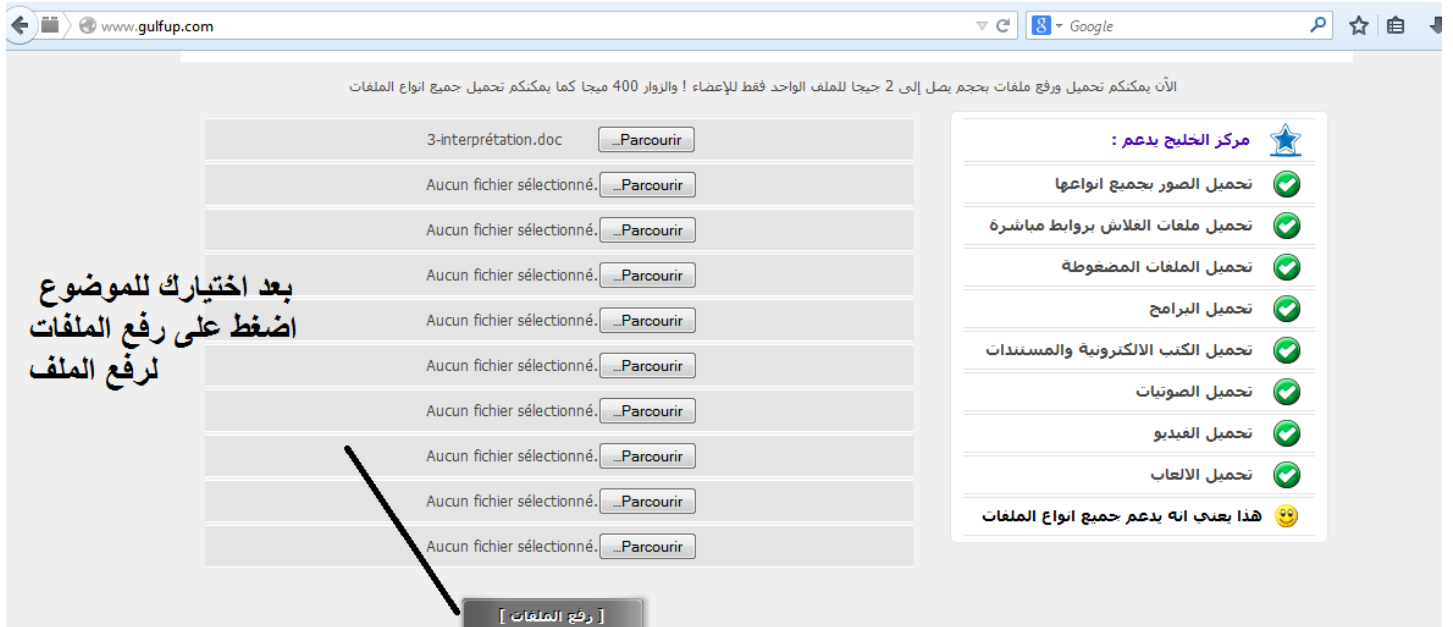 www.gulfup.com
Google
الآن يمكنكم تحميل ورفع ملفات بحجم يصل إلى 2 جيجا للملف الواحد فقط للإعضاء ! والزوار 400 ميجا كما يمكنكم تحميل جميع انواع الملفات
مركز الخليج يدعم :
تحميل الصور بجميع انواعها
تحميل ملفات الفلاش بروابط مباشرة
تحميل الملفات المضغوطة
تحميل البرامج
تحميل الكتب الالكترونية والمستندات
تحميل الصوتيات
تحميل الفيديو
تحميل الالعاب
هذا يعني انه يدعم جميع انواع الملفات
3-interprétation.doc ...Parcourir
Aucun fichier sélectionné. ...Parcourir
Aucun fichier sélectionné. ...Parcourir
Aucun fichier sélectionné. ...Parcourir
Aucun fichier sélectionné. ...Parcourir
Aucun fichier sélectionné. ...Parcourir
Aucun fichier sélectionné. ...Parcourir
Aucun fichier sélectionné. ...Parcourir
Aucun fichier sélectionné. ...Parcourir
Aucun fichier sélectionné. ...Parcourir
بعد اختيارك للموضوع
اضغط على رفع الملفات
لرفع الملف
[ رفع الملفات ]